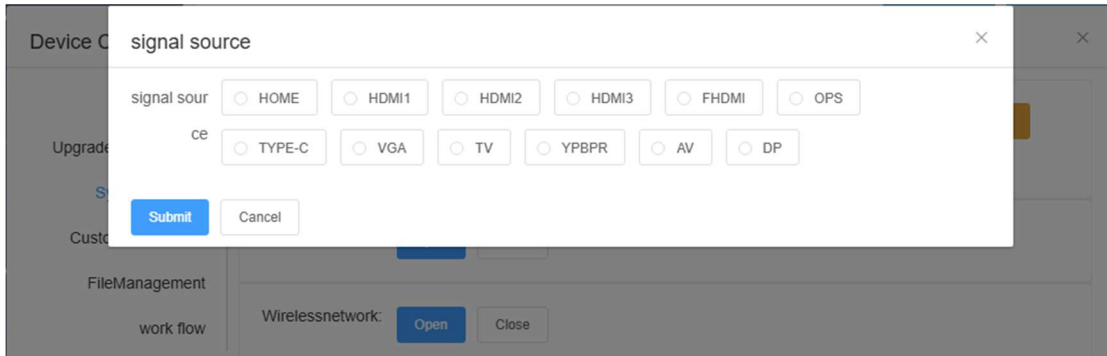 Device C
signal source
signal sour
ce
HOME
HDMI1
HDMI2
HDMI3
FHDMI
OPS
TYPE-C
VGA
TV
YPBPR
AV
DP
Upgrade
Sy
Submit
Cancel
Custo
FileManagement
work flow
Wirelessnetwork:
Open
Close